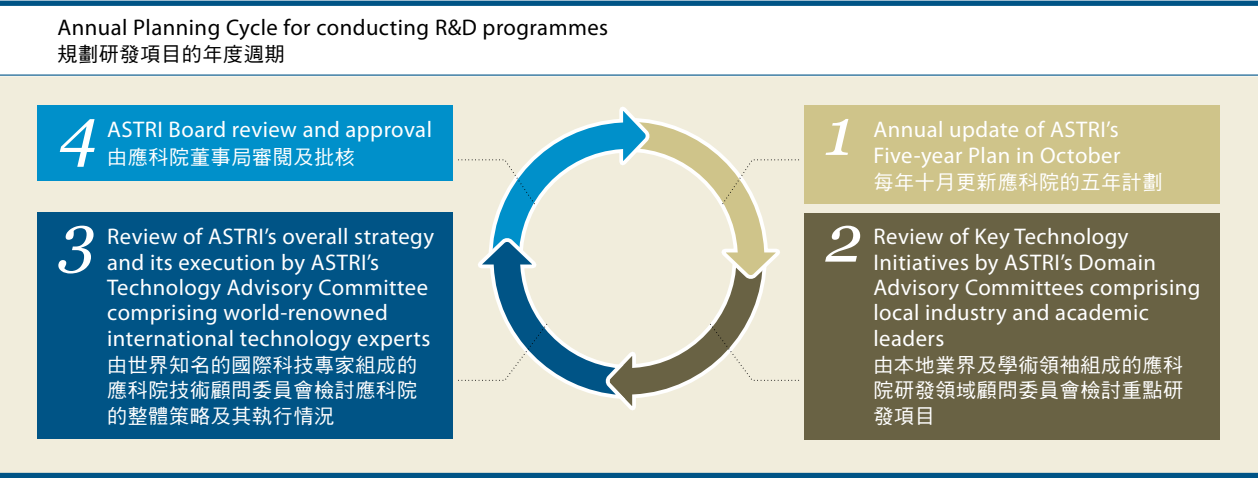 Annual Planning Cycle for conducting R&D programmes
規劃研發項目的年度週期
1
Annual update of ASTRI’s
Five-year Plan in October
每年十月更新應科院的五年計劃
2
Review of Key Technology
Initiatives by ASTRI’s Domain
Advisory Committees comprising
local industry and academic
leaders
由本地業界及學術領袖組成的應科
院研發領域顧問委員會檢討重點研
發項目
3
Review of ASTRI’s overall strategy
and its execution by ASTRI’s
Technology Advisory Committee
comprising world-renowned
international technology experts
由世界知名的國際科技專家組成的
應科院技術顧問委員會檢討應科院
的整體策略及其執行情況
4
ASTRI Board review and approval
由應科院董事局審閱及批核